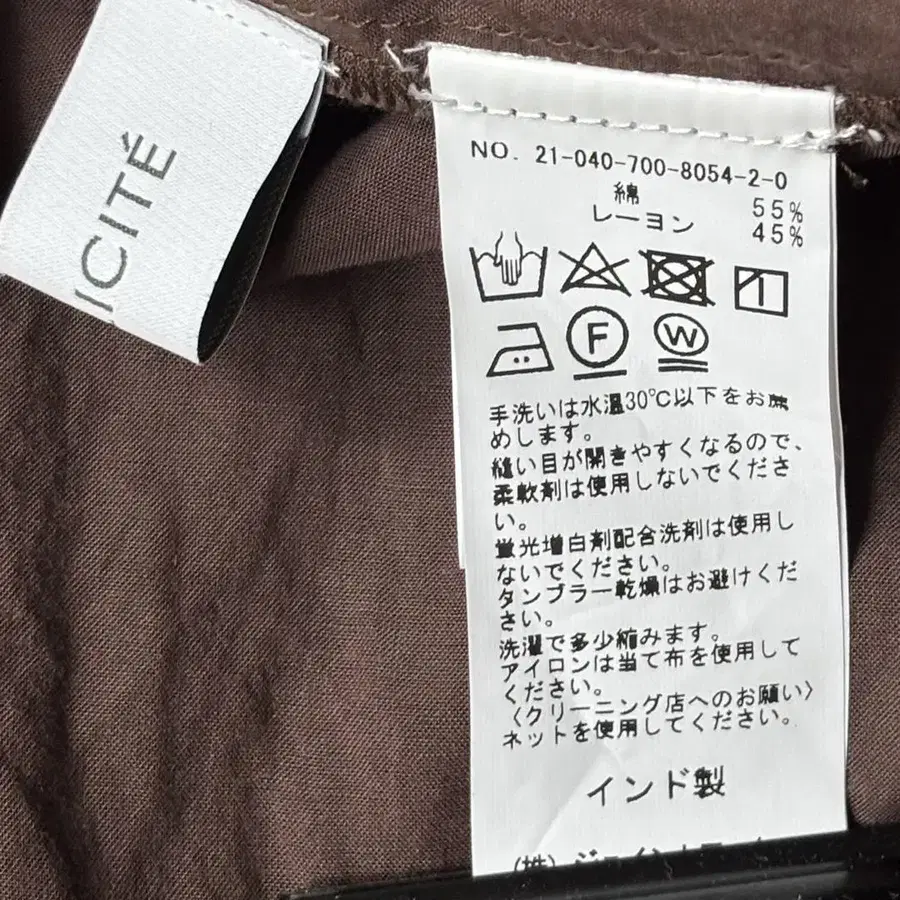 ICITÉ
NO. 21-040-700-8054-2-0
綿 55%
レーヨン 45%
F
W
手洗いは水温30℃以下をお薦
めします。
縫い目が開きやすくなるので、
柔軟剤は使用しないでくださ
い。
蛍光増白剤配合洗剤は使用し
ないでください。
タンブラー乾燥はお避けくだ
さい。
洗濯で多少縮みます。
アイロンは当て布を使用して
ください。
〈クリーニング店へのお願い〉
ネットを使用してください。
インド製
(株)